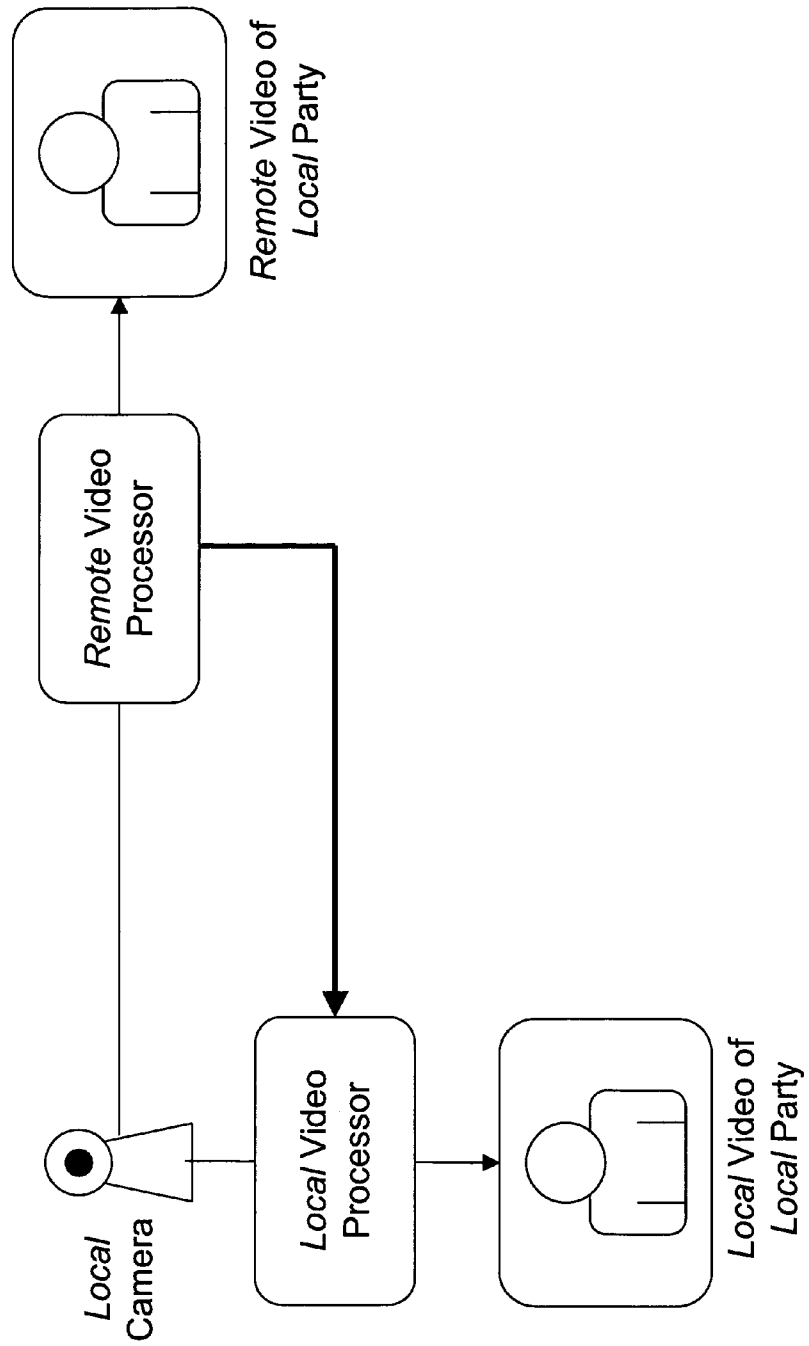 Local
Camera
Remote Video
Processor
Remote Video of
Local Party
Local Video
Processor
Local Video of
Local Party